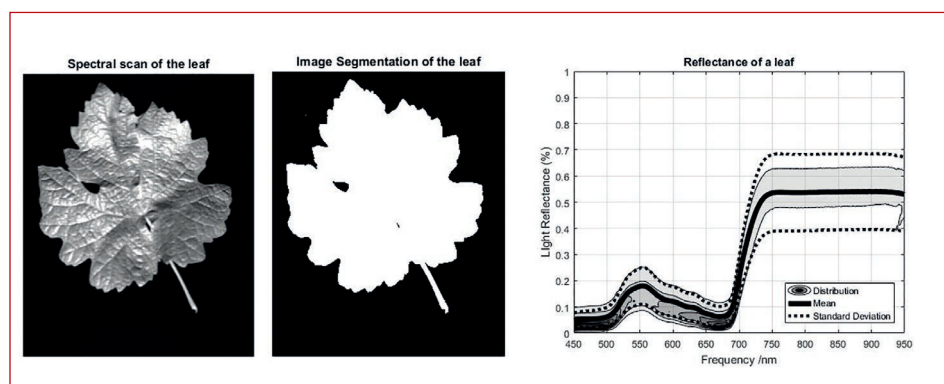 Spectral scan of the leaf
Image Segmentation of the leaf
Reflectance of a leaf
1
0.9
0.8
0.7
0.6
0.5
0.4
0.3
0.2
0.1
0
LIght Reflectance (%)
Distribution
Mean
Standard Deviation
450 500 550 600 650 700 750 800 850 900 950
Frequency /nm